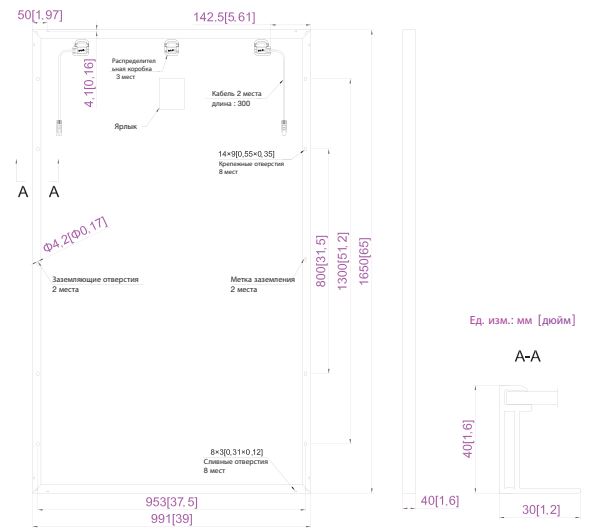 50[1,97]
142.5[5,61]
4,1[0,16]
Распределител
ьная коробка
3 мест
Ярлык
Кабель 2 места
длина : 300
14×9[0,55×0,35]
Крепежные отверстия
8 мест
A
A
Ф4,2[Ф0,17]
Заземляющие отверстия
2 места
Метка заземления
2 места
800[31,5]
1300[51,2]
1650[65]
8×3[0,31×0,12]
Сливные отверстия
8 мест
953[37,5]
991[39]
40[1,6]
Ед. изм.: мм [дюйм]
A-A
40[1,6]
30[1,2]